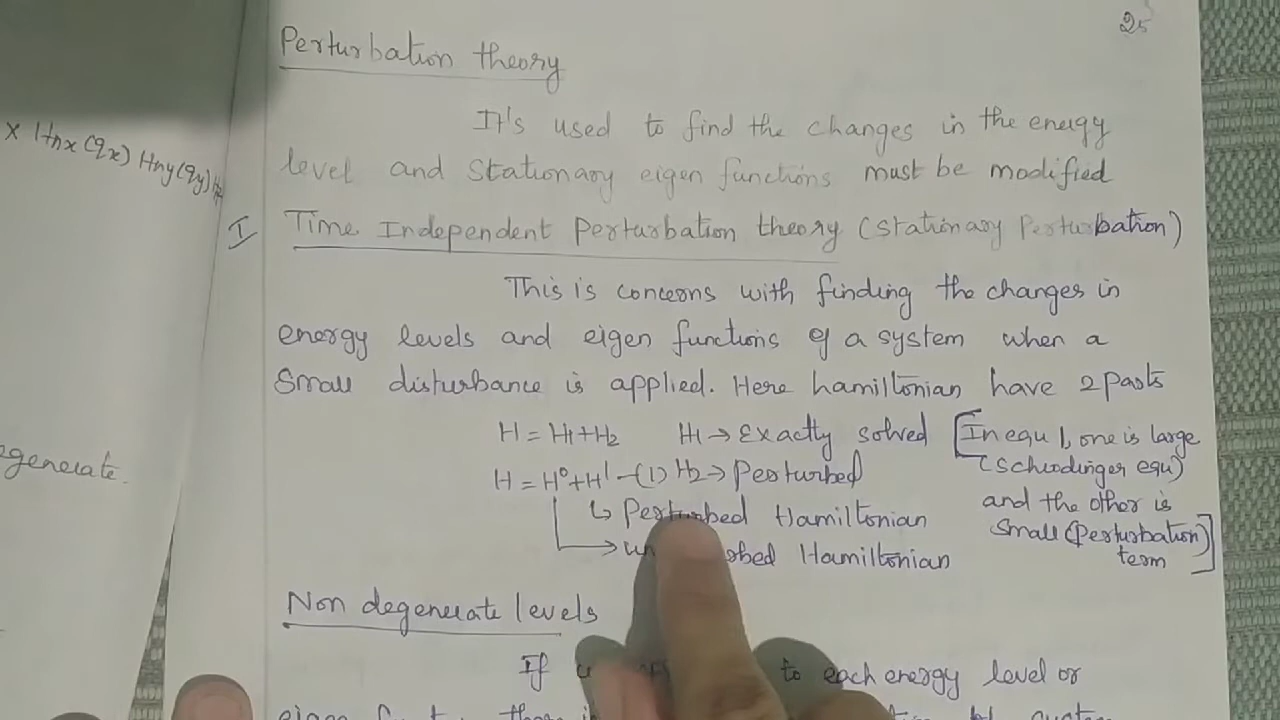 25
Perturbation theory
It's used to find the changes in the energy
level and stationary eigen functions must be modified
I Time Independent Perturbation theory (Stationary Perturbation)
This is concerns with finding the changes in
energy levels and eigen functions of a system when a
Small disturbance is applied. Here hamiltonian have 2 parts
H = H1 + H2 H1 → Exactly solved [In equ 1, one is large
H = H⁰ + H' – (1) H2 → Perturbed (Schrodinger equ)
and the other is
↳ Perturbed Hamiltonian small (Perturbation)
→ Hamiltonian term]
Non degenerate levels
If to each energy level or
x Hnx (qx) Hny (qy)
egenerate.